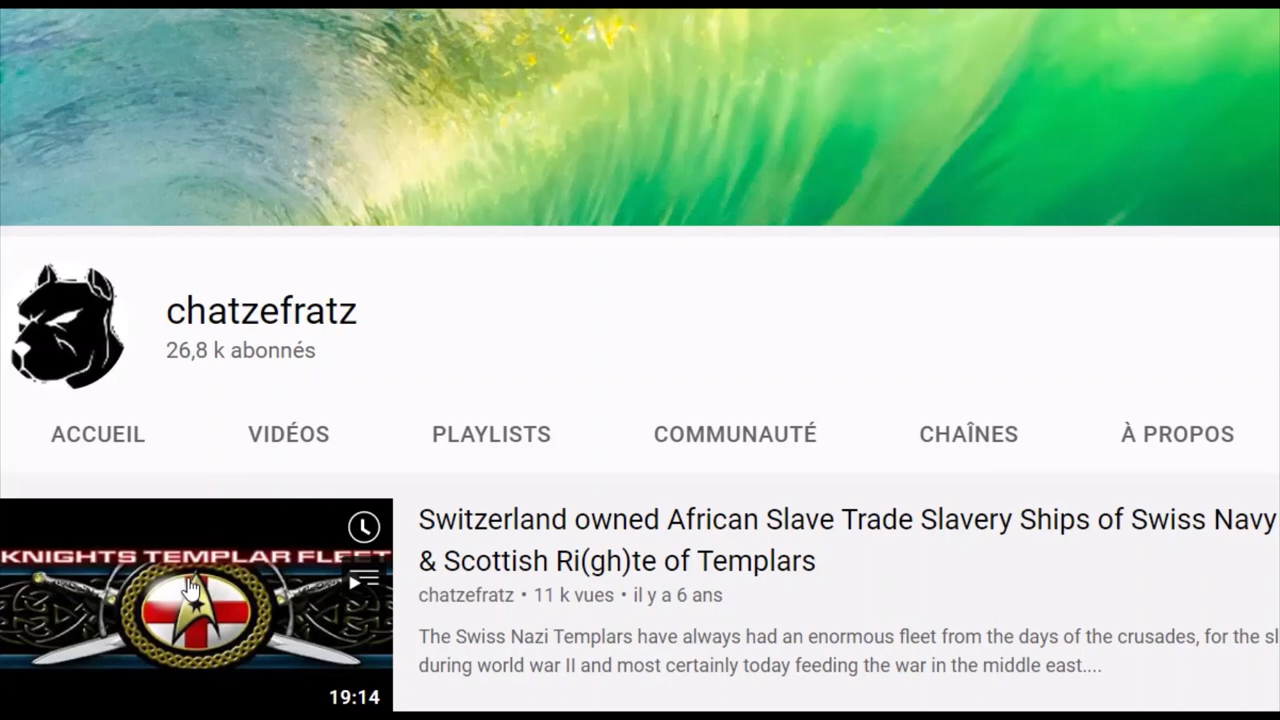 chatzefratz
26,8 k abonnés
ACCUEIL VIDÉOS PLAYLISTS COMMUNAUTÉ CHAÎNES À PROPOS
KNIGHTS TEMPLAR FLEET
19:14
Switzerland owned African Slave Trade Slavery Ships of Swiss Navy
& Scottish Ri(gh)te of Templars
chatzefratz • 11 k vues • il y a 6 ans
The Swiss Nazi Templars have always had an enormous fleet from the days of the crusades, for the
during world war II and most certainly today feeding the war in the middle east....